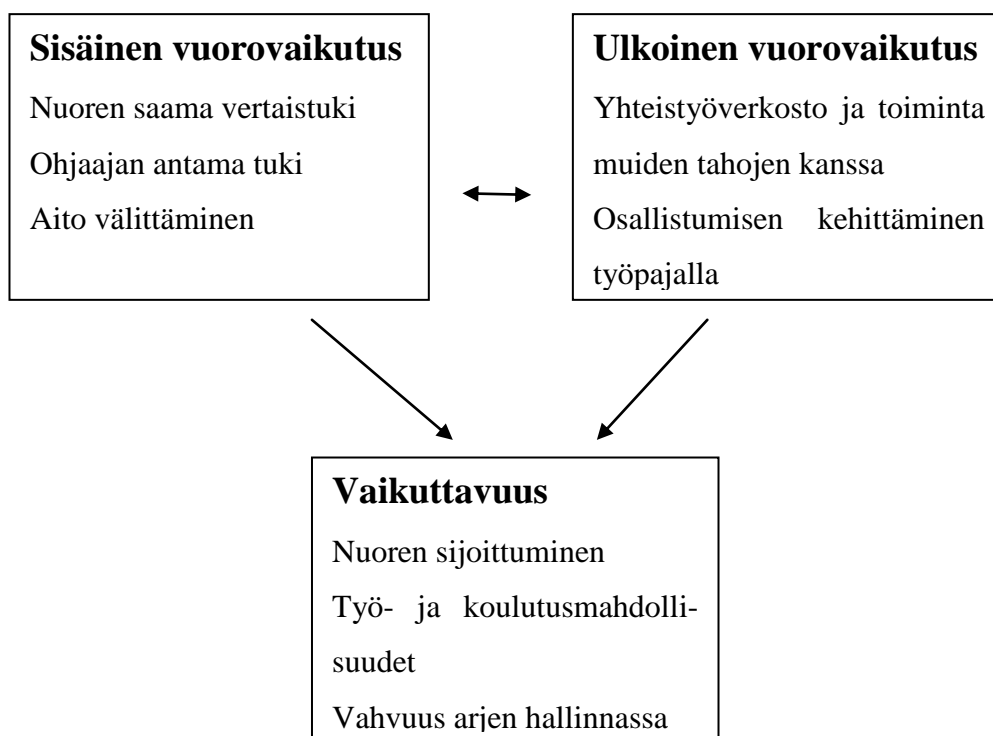 Sisäinen vuorovaikutus
Nuoren saama vertaistuki
Ohjaajan antama tuki
Aito välittäminen
Ulkoinen vuorovaikutus
Yhteistyöverkosto ja toiminta
muiden tahojen kanssa
Osallistumisen kehittäminen
työpajalla
Vaikuttavuus
Nuoren sijoittuminen
Työ- ja koulutusmahdolli-
suudet
Vahvuus arjen hallinnassa